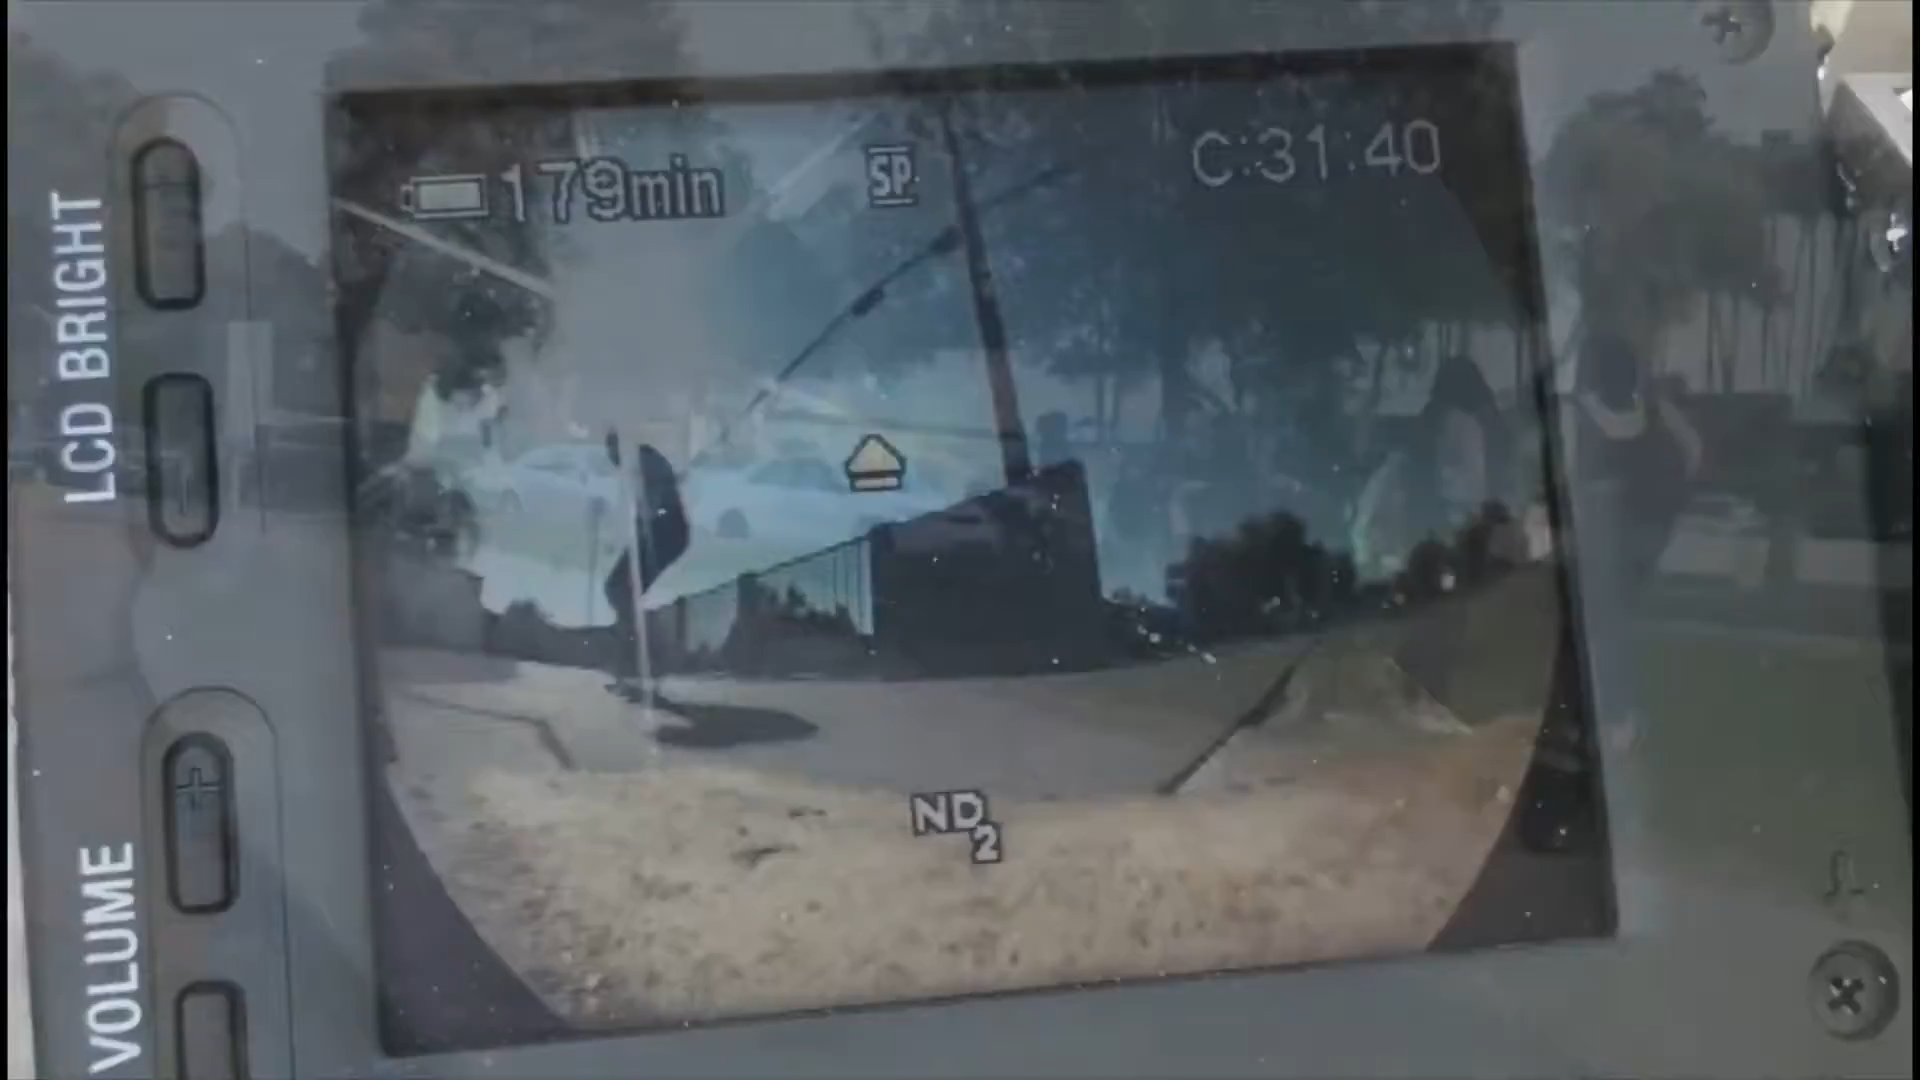 179min
SP
C:31:40
LCD BRIGHT
ND2
VOLUME